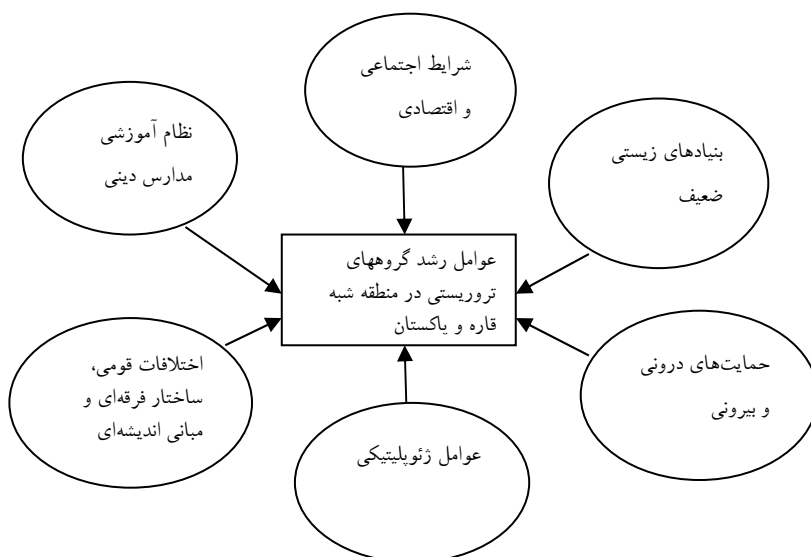 شرایط اجتماعی
و اقتصادی
نظام آموزشی
مدارس دینی
بنیادهای زیستی
ضعیف
عوامل رشد گروههای
تروریستی در منطقه شبه
قاره و پاکستان
اختلافات قومی،
ساختار فرقه‌ای و
مبانی اندیشه‌ای
حمایت‌های درونی
و بیرونی
عوامل ژئوپلیتیکی